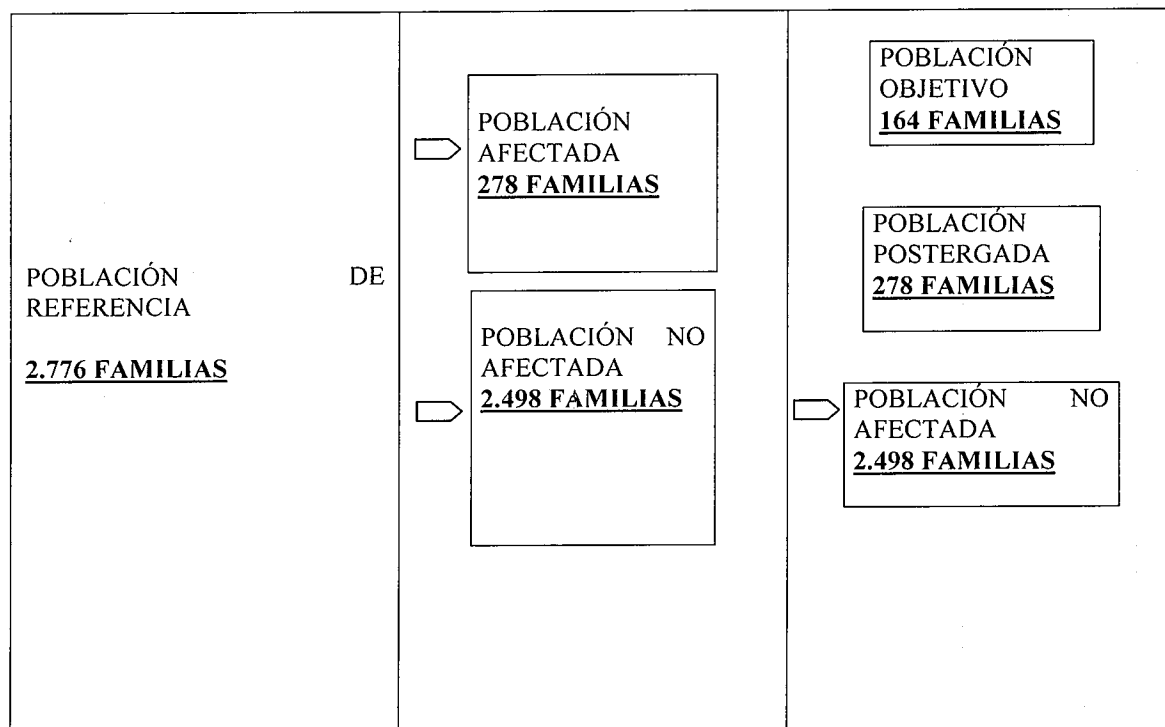 POBLACIÓN DE
REFERENCIA
2.776 FAMILIAS
POBLACIÓN
AFECTADA
278 FAMILIAS
POBLACIÓN NO
AFECTADA
2.498 FAMILIAS
POBLACIÓN
OBJETIVO
164 FAMILIAS
POBLACIÓN
POSTERGADA
278 FAMILIAS
POBLACIÓN NO
AFECTADA
2.498 FAMILIAS